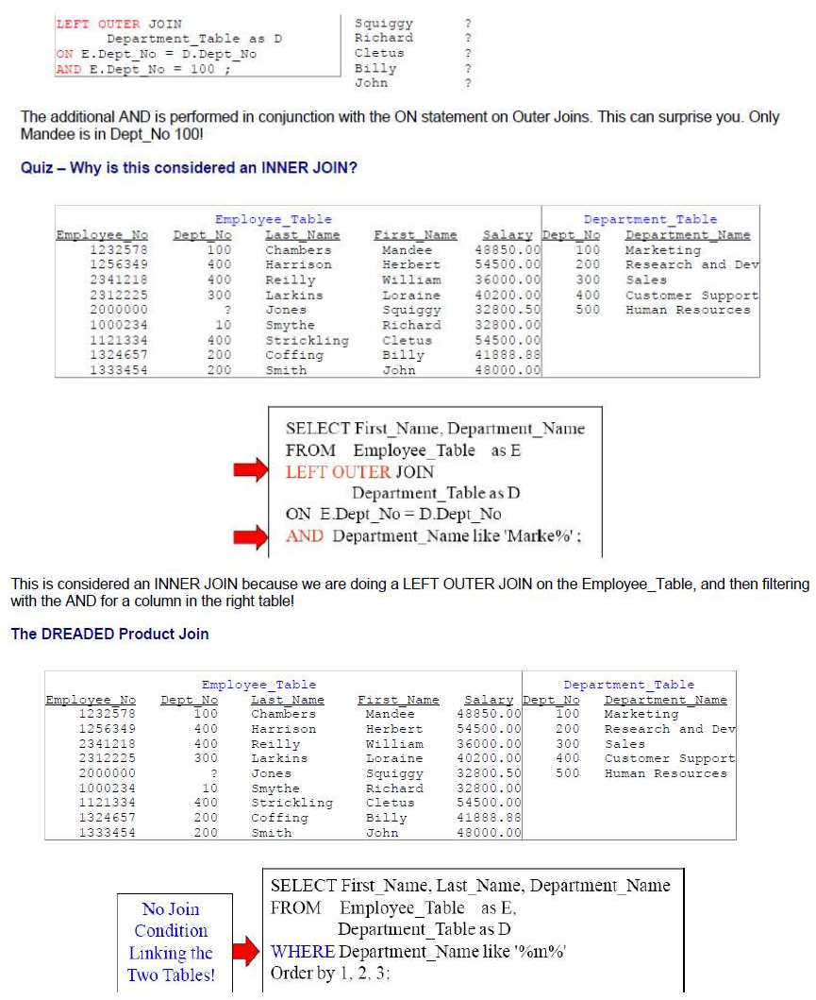 LEFT OUTER JOIN
Department_Table as D
ON E.Dept_No = D.Dept_No
AND E.Dept_No = 100 ;
Squiggy ?
Richard ?
Cletus ?
Billy ?
John ?
The additional AND is performed in conjunction with the ON statement on Outer Joins. This can surprise you. Only
Mandee is in Dept_No 100!
Quiz – Why is this considered an INNER JOIN?
Employee_Table Department_Table
Employee_No Dept_No Last_Name First_Name Salary Dept_No Department_Name
1232578 100 Chambers Mandee 48850.00 100 Marketing
1256349 400 Harrison Herbert 54500.00 200 Research and Dev
2341218 400 Reilly William 36000.00 300 Sales
2312225 300 Larkins Loraine 40200.00 400 Customer Support
2000000 ? Jones Squiggy 32800.50 500 Human Resources
1000234 10 Smythe Richard 32800.00
1121334 400 Strickling Cletus 54500.00
1324657 200 Coffing Billy 41888.88
1333454 200 Smith John 48000.00
SELECT First_Name, Department_Name
FROM Employee_Table as E
LEFT OUTER JOIN
Department_Table as D
ON E.Dept_No = D.Dept_No
AND Department_Name like 'Marke%' ;
This is considered an INNER JOIN because we are doing a LEFT OUTER JOIN on the Employee_Table, and then filtering
with the AND for a column in the right table!
The DREADED Product Join
Employee_Table Department_Table
Employee_No Dept_No Last_Name First_Name Salary Dept_No Department_Name
1232578 100 Chambers Mandee 48850.00 100 Marketing
1256349 400 Harrison Herbert 54500.00 200 Research and Dev
2341218 400 Reilly William 36000.00 300 Sales
2312225 300 Larkins Loraine 40200.00 400 Customer Support
2000000 ? Jones Squiggy 32800.50 500 Human Resources
1000234 10 Smythe Richard 32800.00
1121334 400 Strickling Cletus 54500.00
1324657 200 Coffing Billy 41888.88
1333454 200 Smith John 48000.00
No Join
Condition
Linking the
Two Tables!
SELECT First_Name, Last_Name, Department_Name
FROM Employee_Table as E,
Department_Table as D
WHERE Department_Name like '%m%'
Order by 1, 2, 3;